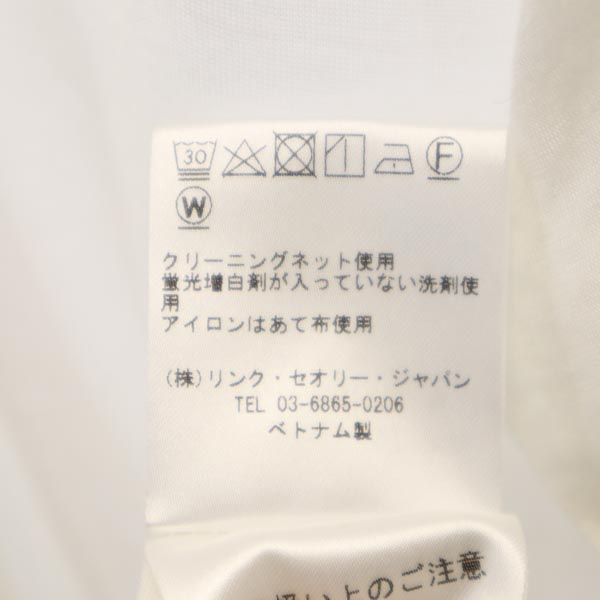 30 F
W
クリーニングネット使用
蛍光増白剤が入っていない洗剤使
用
アイロンはあて布使用
(株)リンク・セオリー・ジャパン
TEL 03-6865-0206
ベトナム製
扱い上のご注意